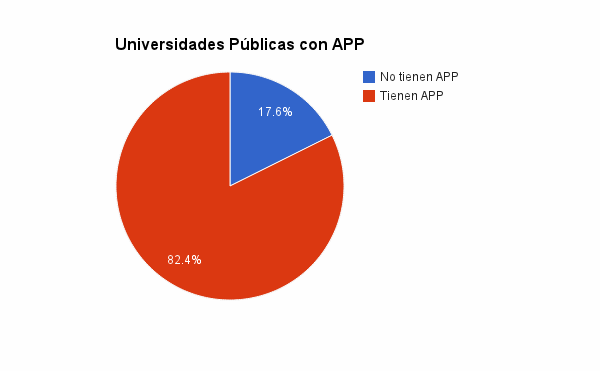 Universidades Públicas con APP
No tienen APP
Tienen APP
17.6%
82.4%